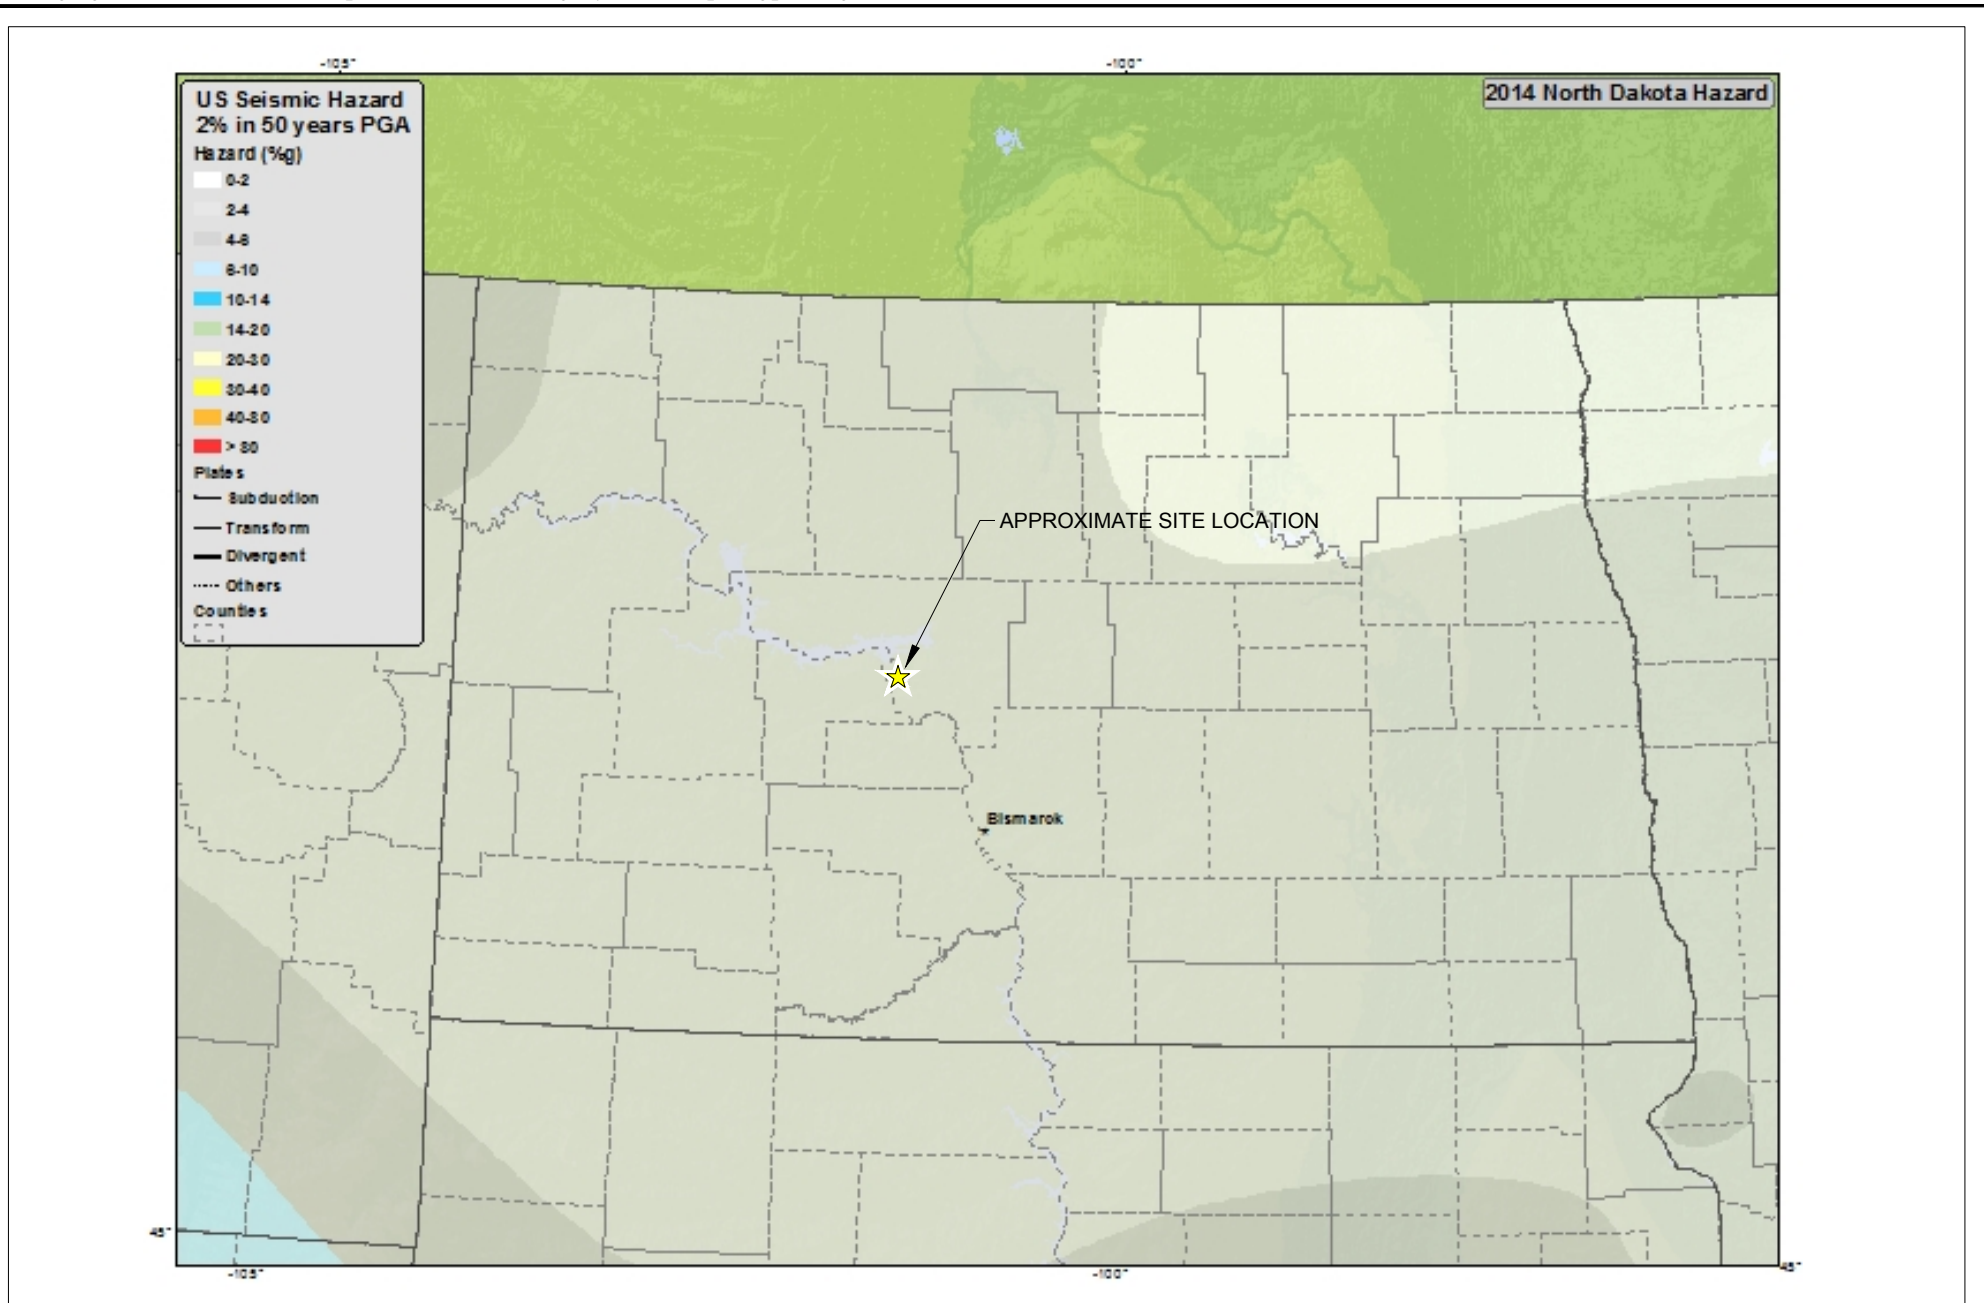 -105°
-100°
US Seismic Hazard
2% in 50 years PGA
Hazard (%g)
0-2
2-4
4-6
6-10
10-14
14-20
20-30
30-40
40-80
> 80
Plates
Subduction
Transform
Divergent
Others
Counties
2014 North Dakota Hazard
APPROXIMATE SITE LOCATION
Bismarck
45°
45°
-105°
-100°